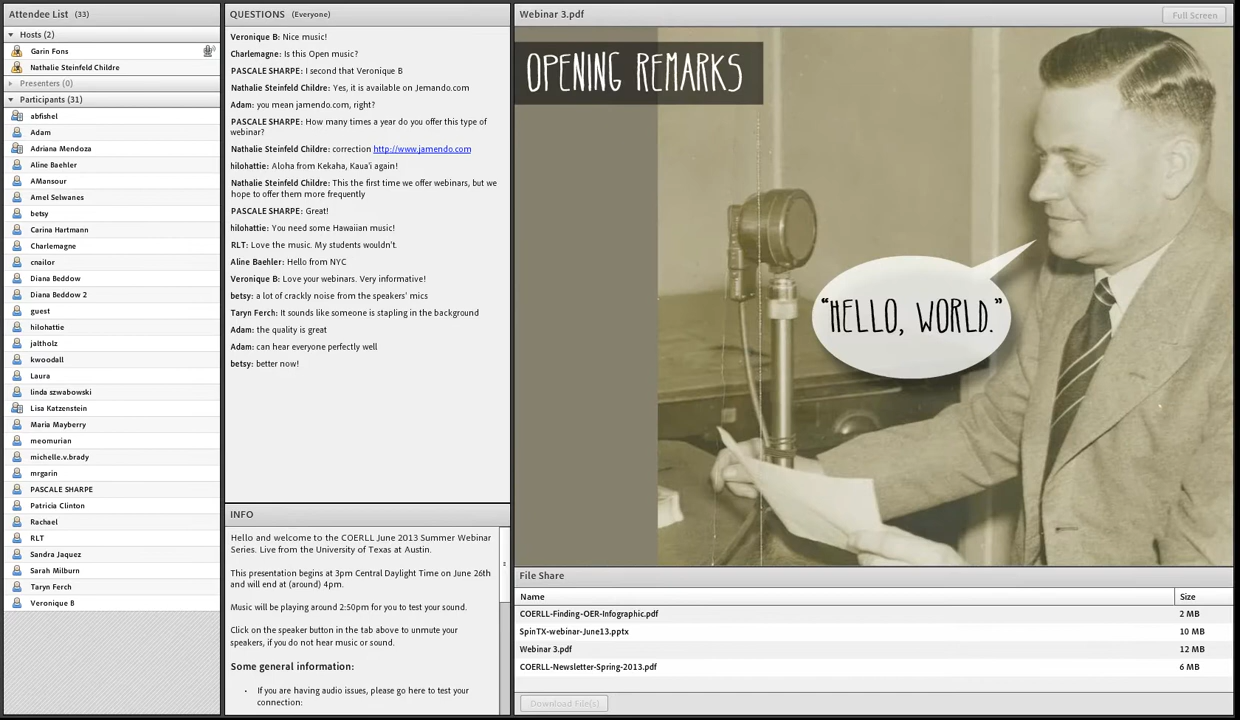 Attendee List (33)
Hosts (2)
Garin Fons
Nathalie Steinfeld Childre
Presenters (0)
Participants (31)
abfishel
Adam
Adriana Mendoza
Aline Baehler
AMansour
Amel Selwanes
betsy
Carina Hartmann
Charlemagne
cnailor
Diana Beddow
Diana Beddow 2
guest
hilohattie
jaltholz
kwoodall
Laura
linda szwabowski
Lisa Katzenstein
Maria Mayberry
meomurian
michelle.v.brady
mrgarin
PASCALE SHARPE
Patricia Clinton
Rachael
RLT
Sandra Jaquez
Sarah Milburn
Taryn Ferch
Veronique B
QUESTIONS (Everyone)
Veronique B: Nice music!
Charlemagne: Is this Open music?
PASCALE SHARPE: I second that Veronique B
Nathalie Steinfeld Childre: Yes, it is available on Jemando.com
Adam: you mean jamendo.com, right?
PASCALE SHARPE: How many times a year do you offer this type of
webinar?
Nathalie Steinfeld Childre: correction http://www.jamendo.com
hilohattie: Aloha from Kekaha, Kaua'i again!
Nathalie Steinfeld Childre: This the first time we offer webinars, but we
hope to offer them more frequently
PASCALE SHARPE: Great!
hilohattie: You need some Hawaiian music!
RLT: Love the music. My students wouldn't.
Aline Baehler: Hello from NYC
Veronique B: Love your webinars. Very informative!
betsy: a lot of crackly noise from the speakers' mics
Taryn Ferch: It sounds like someone is stapling in the background
Adam: the quality is great
Adam: can hear everyone perfectly well
betsy: better now!
INFO
Hello and welcome to the COERLL June 2013 Summer Webinar
Series. Live from the University of Texas at Austin.
This presentation begins at 3pm Central Daylight Time on June 26th
and will end at (around) 4pm.
Music will be playing around 2:50pm for you to test your sound.
Click on the speaker button in the tab above to unmute your
speakers, if you do not hear music or sound.
Some general information:
• If you are having audio issues, please go here to test your
connection:
Webinar 3.pdf
Full Screen
OPENING REMARKS
“HELLO, WORLD.”
File Share
Name Size
COERLL-Finding-OER-Infographic.pdf 2 MB
SpinTX-webinar-June13.pptx 10 MB
Webinar 3.pdf 12 MB
COERLL-Newsletter-Spring-2013.pdf 6 MB
Download File(s)